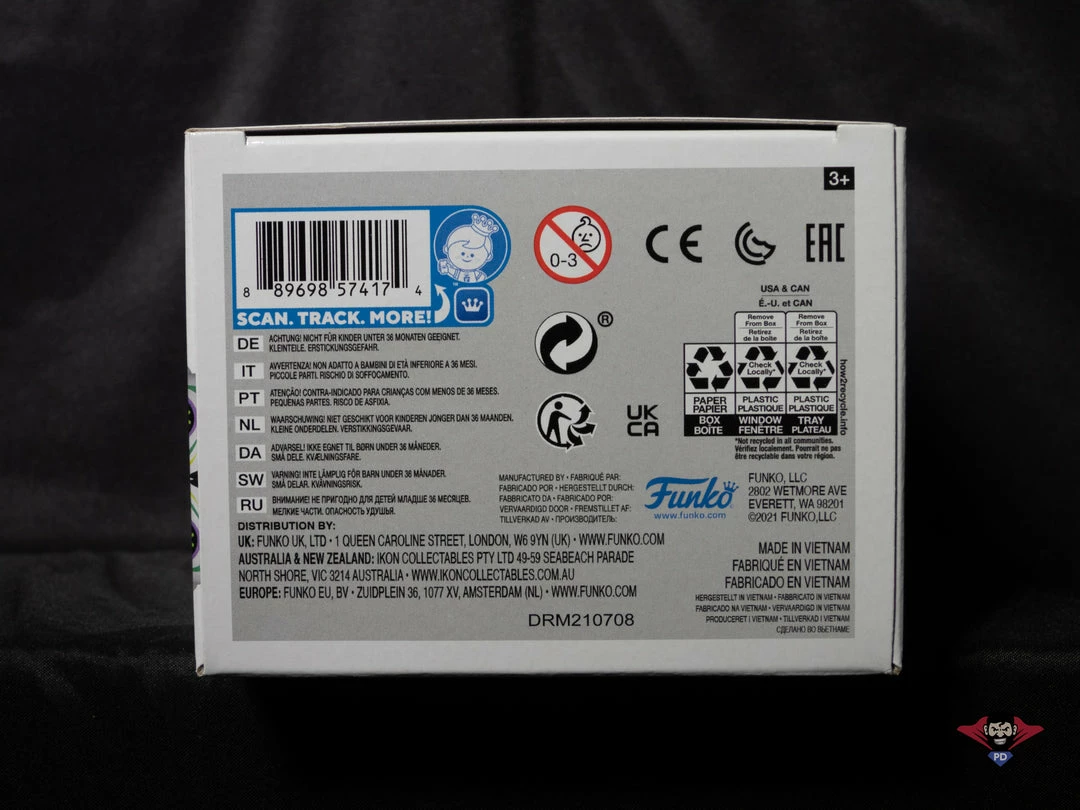 3+
8 89698 57417 4
SCAN. TRACK. MORE!
0-3
CE
EAC
®
UK
CA
USA & CAN
É.-U. et CAN
Remove From Box
Retirez de la boîte
Remove From Box
Retirez de la boîte
Check Locally*
Check Locally*
PAPER
PAPIER
BOX
BOÎTE
PLASTIC
PLASTIQUE
WINDOW
FENÊTRE
PLASTIC
PLASTIQUE
TRAY
PLATEAU
how2recycle.info
*Not recycled in all communities.
Vérifiez localement. Pourrait ne pas
être recyclable dans votre région.
DE ACHTUNG! NICHT FÜR KINDER UNTER 36 MONATEN GEEIGNET.
KLEINTEILE. ERSTICKUNGSGEFAHR.
IT AVVERTENZA! NON ADATTO A BAMBINI DI ETÀ INFERIORE A 36 MESI.
PICCOLE PARTI. RISCHIO DI SOFFOCAMENTO.
PT ATENÇÃO! CONTRA-INDICADO PARA CRIANÇAS COM MENOS DE 36 MESES.
PEQUENAS PARTES. RISCO DE ASFIXIA.
NL WAARSCHUWING! NIET GESCHIKT VOOR KINDEREN JONGER DAN 36 MAANDEN.
KLEINE ONDERDELEN. VERSTIKKINGSGEVAAR.
DA ADVARSEL! IKKE EGNET TIL BØRN UNDER 36 MÅNEDER.
SMÅ DELE. KVÆLNINGSFARE.
SW VARNING! INTE LÄMPLIG FÖR BARN UNDER 36 MÅNADER.
SMÅ DELAR. KVÄVNINGSRISK.
RU ВНИМАНИЕ! НЕ ПРИГОДНО ДЛЯ ДЕТЕЙ МЛАДШЕ 36 МЕСЯЦЕВ.
МЕЛКИЕ ЧАСТИ. ОПАСНОСТЬ УДУШЬЯ.
MANUFACTURED BY • FABRIQUÉ PAR:
FABRICADO POR • HERGESTELLT DURCH:
FABBRICATO DA • FABRICADO POR:
VERVAARDIGD DOOR • FREMSTILLET AF:
TILLVERKAD AV • ПРОИЗВОДИТЕЛЬ:
Funko
www.funko.com
FUNKO, LLC
2802 WETMORE AVE
EVERETT, WA 98201
©2021 FUNKO,LLC
DISTRIBUTION BY:
UK: FUNKO UK, LTD • 1 QUEEN CAROLINE STREET, LONDON, W6 9YN (UK) • WWW.FUNKO.COM
AUSTRALIA & NEW ZEALAND: IKON COLLECTABLES PTY LTD 49-59 SEABEACH PARADE
NORTH SHORE, VIC 3214 AUSTRALIA • WWW.IKONCOLLECTABLES.COM.AU
EUROPE: FUNKO EU, BV • ZUIDPLEIN 36, 1077 XV, AMSTERDAM (NL) • WWW.FUNKO.COM
DRM210708
MADE IN VIETNAM
FABRIQUÉ EN VIETNAM
FABRICADO EN VIETNAM
HERGESTELLT IN VIETNAM • FABBRICATO IN VIETNAM
FABRICADO NA VIETNAM • VERVAARDIGD IN VIETNAM
PRODUCERET I VIETNAM • TILLVERKAD I VIETNAM
СДЕЛАНО ВО ВЬЕТНАМЕ
PD